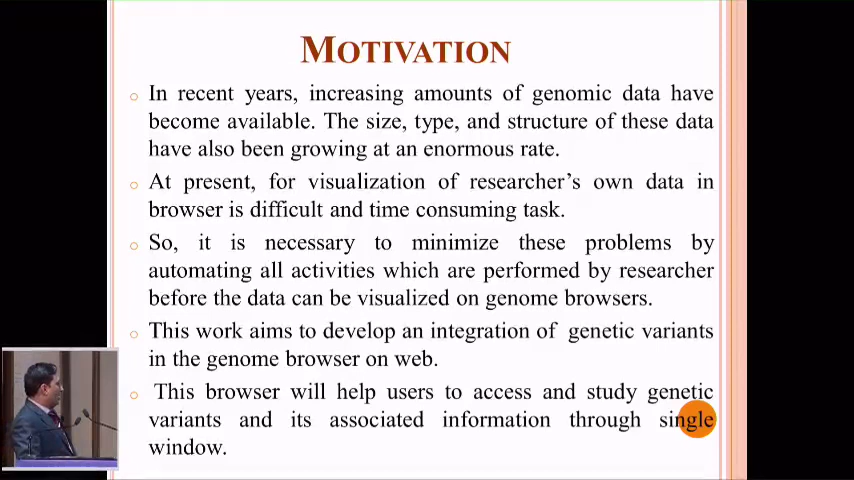 MOTIVATION
In recent years, increasing amounts of genomic data have
become available. The size, type, and structure of these data
have also been growing at an enormous rate.
At present, for visualization of researcher's own data in
browser is difficult and time consuming task.
So, it is necessary to minimize these problems by
automating all activities which are performed by researcher
before the data can be visualized on genome browsers.
This work aims to develop an integration of genetic variants
in the genome browser on web.
This browser will help users to access and study genetic
variants and its associated information through single
window.